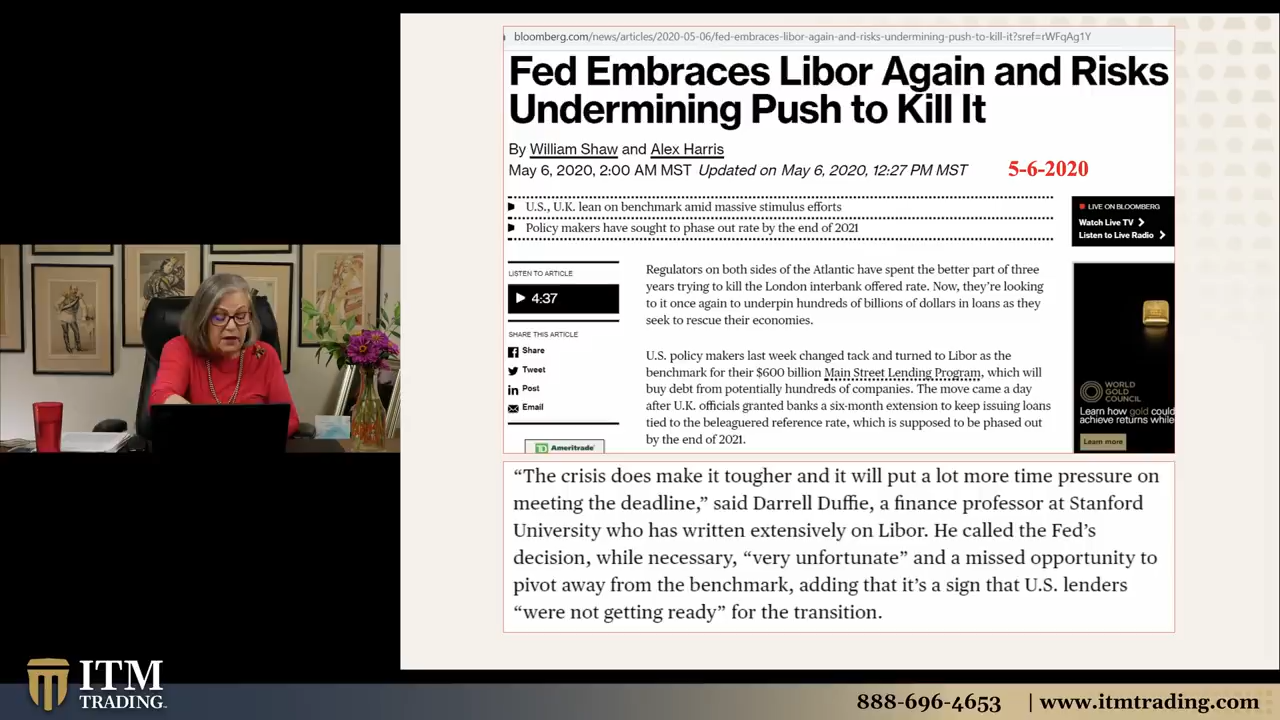 bloomberg.com/news/articles/2020-05-06/fed-embraces-libor-again-and-risks-undermining-push-to-kill-it?sref=rWFqAg1Y
Fed Embraces Libor Again and Risks
Undermining Push to Kill It
By William Shaw and Alex Harris
May 6, 2020, 2:00 AM MST Updated on May 6, 2020, 12:27 PM MST
5-6-2020
U.S., U.K. lean on benchmark amid massive stimulus efforts
Policy makers have sought to phase out rate by the end of 2021
LIVE ON BLOOMBERG
Watch Live TV
Listen to Live Radio
LISTEN TO ARTICLE
4:37
SHARE THIS ARTICLE
Share
Tweet
Post
Email
Ameritrade
Regulators on both sides of the Atlantic have spent the better part of three
years trying to kill the London interbank offered rate. Now, they're looking
to it once again to underpin hundreds of billions of dollars in loans as they
seek to rescue their economies.
U.S. policy makers last week changed tack and turned to Libor as the
benchmark for their $600 billion Main Street Lending Program, which will
buy debt from potentially hundreds of companies. The move came a day
after U.K. officials granted banks a six-month extension to keep issuing loans
tied to the beleaguered reference rate, which is supposed to be phased out
by the end of 2021.
WORLD
GOLD
COUNCIL
Learn how gold could
achieve returns while
Learn more
“The crisis does make it tougher and it will put a lot more time pressure on
meeting the deadline,” said Darrell Duffie, a finance professor at Stanford
University who has written extensively on Libor. He called the Fed’s
decision, while necessary, “very unfortunate” and a missed opportunity to
pivot away from the benchmark, adding that it’s a sign that U.S. lenders
“were not getting ready” for the transition.
ITM
TRADING
888-696-4653 | www.itmtrading.com